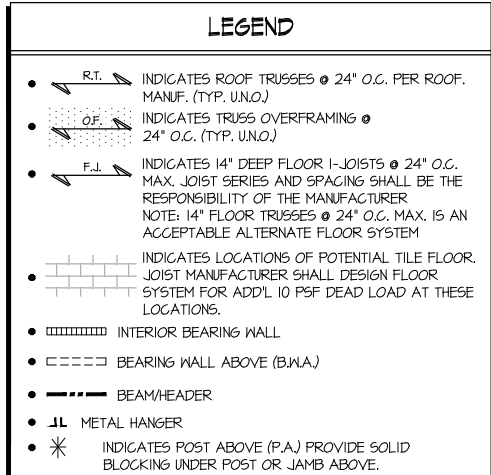 LEGEND
R.T. INDICATES ROOF TRUSSES @ 24" O.C. PER ROOF.
MANUF. (TYP. U.N.O.)
O.F. INDICATES TRUSS OVERFRAMING @
24" O.C. (TYP. U.N.O.)
F.J. INDICATES 14" DEEP FLOOR I-JOISTS @ 24" O.C.
MAX. JOIST SERIES AND SPACING SHALL BE THE
RESPONSIBILITY OF THE MANUFACTURER
NOTE: 14" FLOOR TRUSSES @ 24" O.C. MAX. IS AN
ACCEPTABLE ALTERNATE FLOOR SYSTEM
INDICATES LOCATIONS OF POTENTIAL TILE FLOOR.
JOIST MANUFACTURER SHALL DESIGN FLOOR
SYSTEM FOR ADD'L 10 PSF DEAD LOAD AT THESE
LOCATIONS.
INTERIOR BEARING WALL
BEARING WALL ABOVE (B.W.A.)
BEAM/HEADER
METAL HANGER
INDICATES POST ABOVE (P.A.) PROVIDE SOLID
BLOCKING UNDER POST OR JAMB ABOVE.